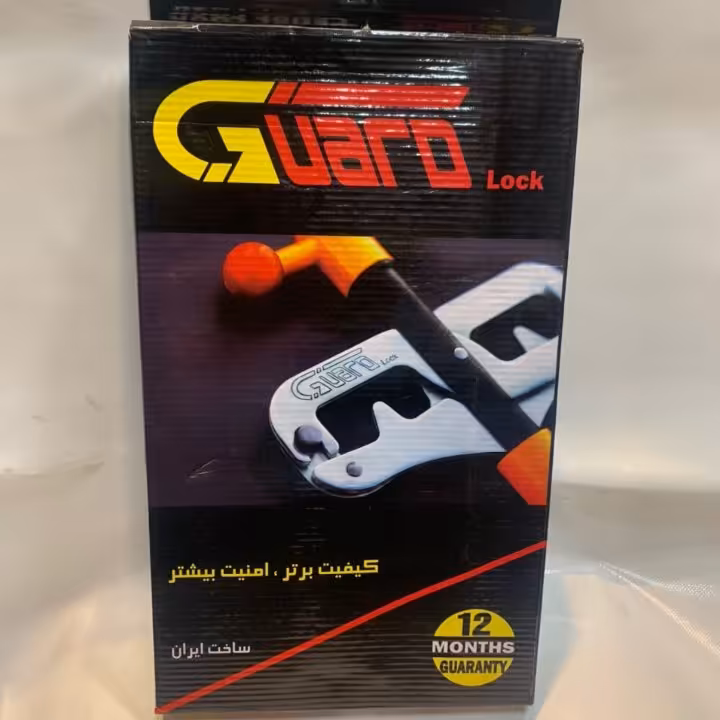 Guard
Lock
Guard Lock
کیفیت برتر ، امنیت بیشتر
ساخت ایران
12
MONTHS
GUARANTY